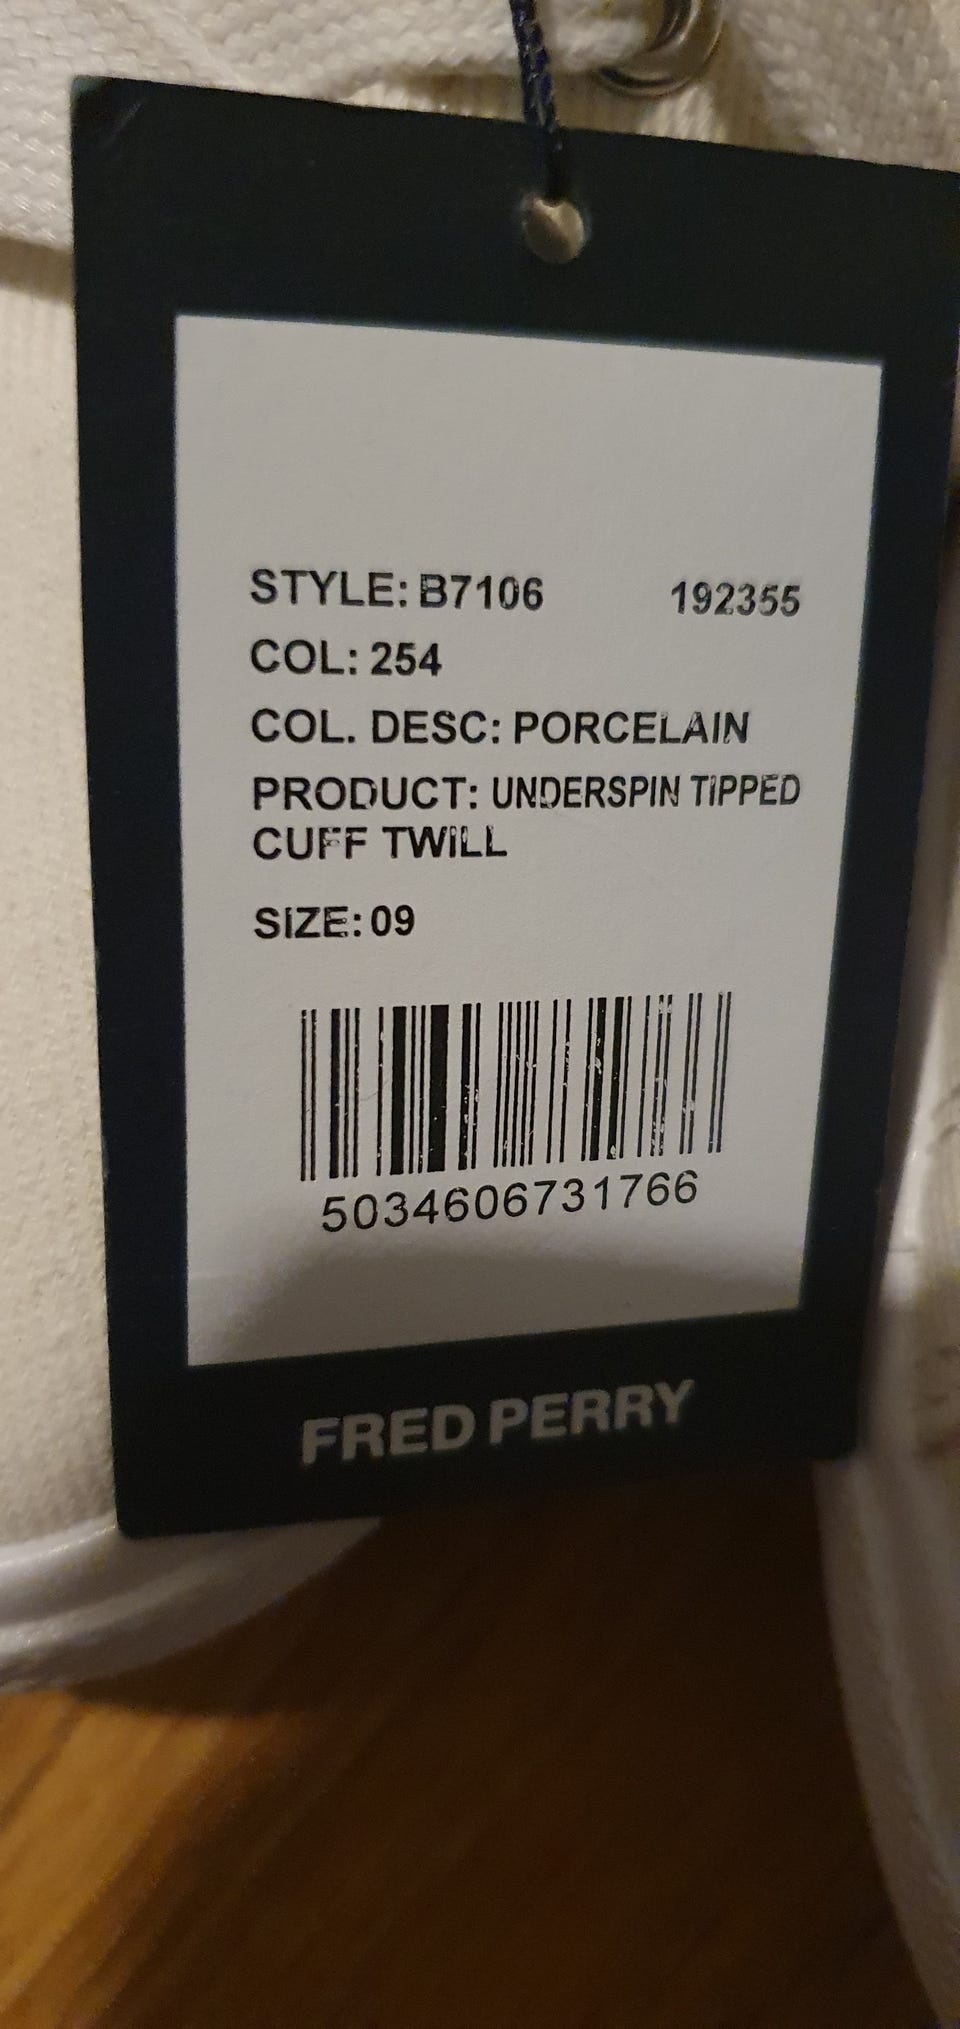 STYLE: B7106 192355
COL: 254
COL. DESC: PORCELAIN
PRODUCT: UNDERSPIN TIPPED
CUFF TWILL
SIZE: 09
5034606731766
FRED PERRY